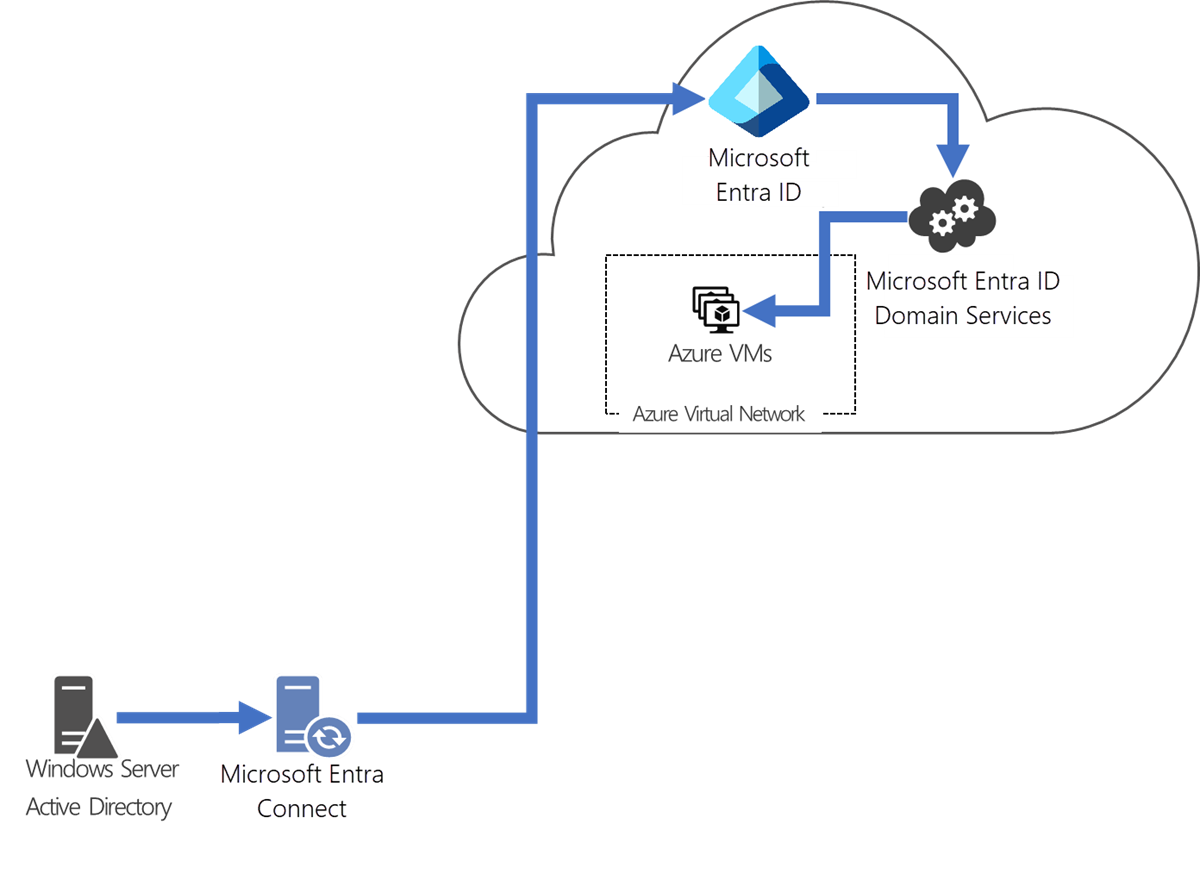 Microsoft
Entra ID
Microsoft Entra ID
Domain Services
Azure VMs
Azure Virtual Network
Windows Server
Active Directory
Microsoft Entra
Connect